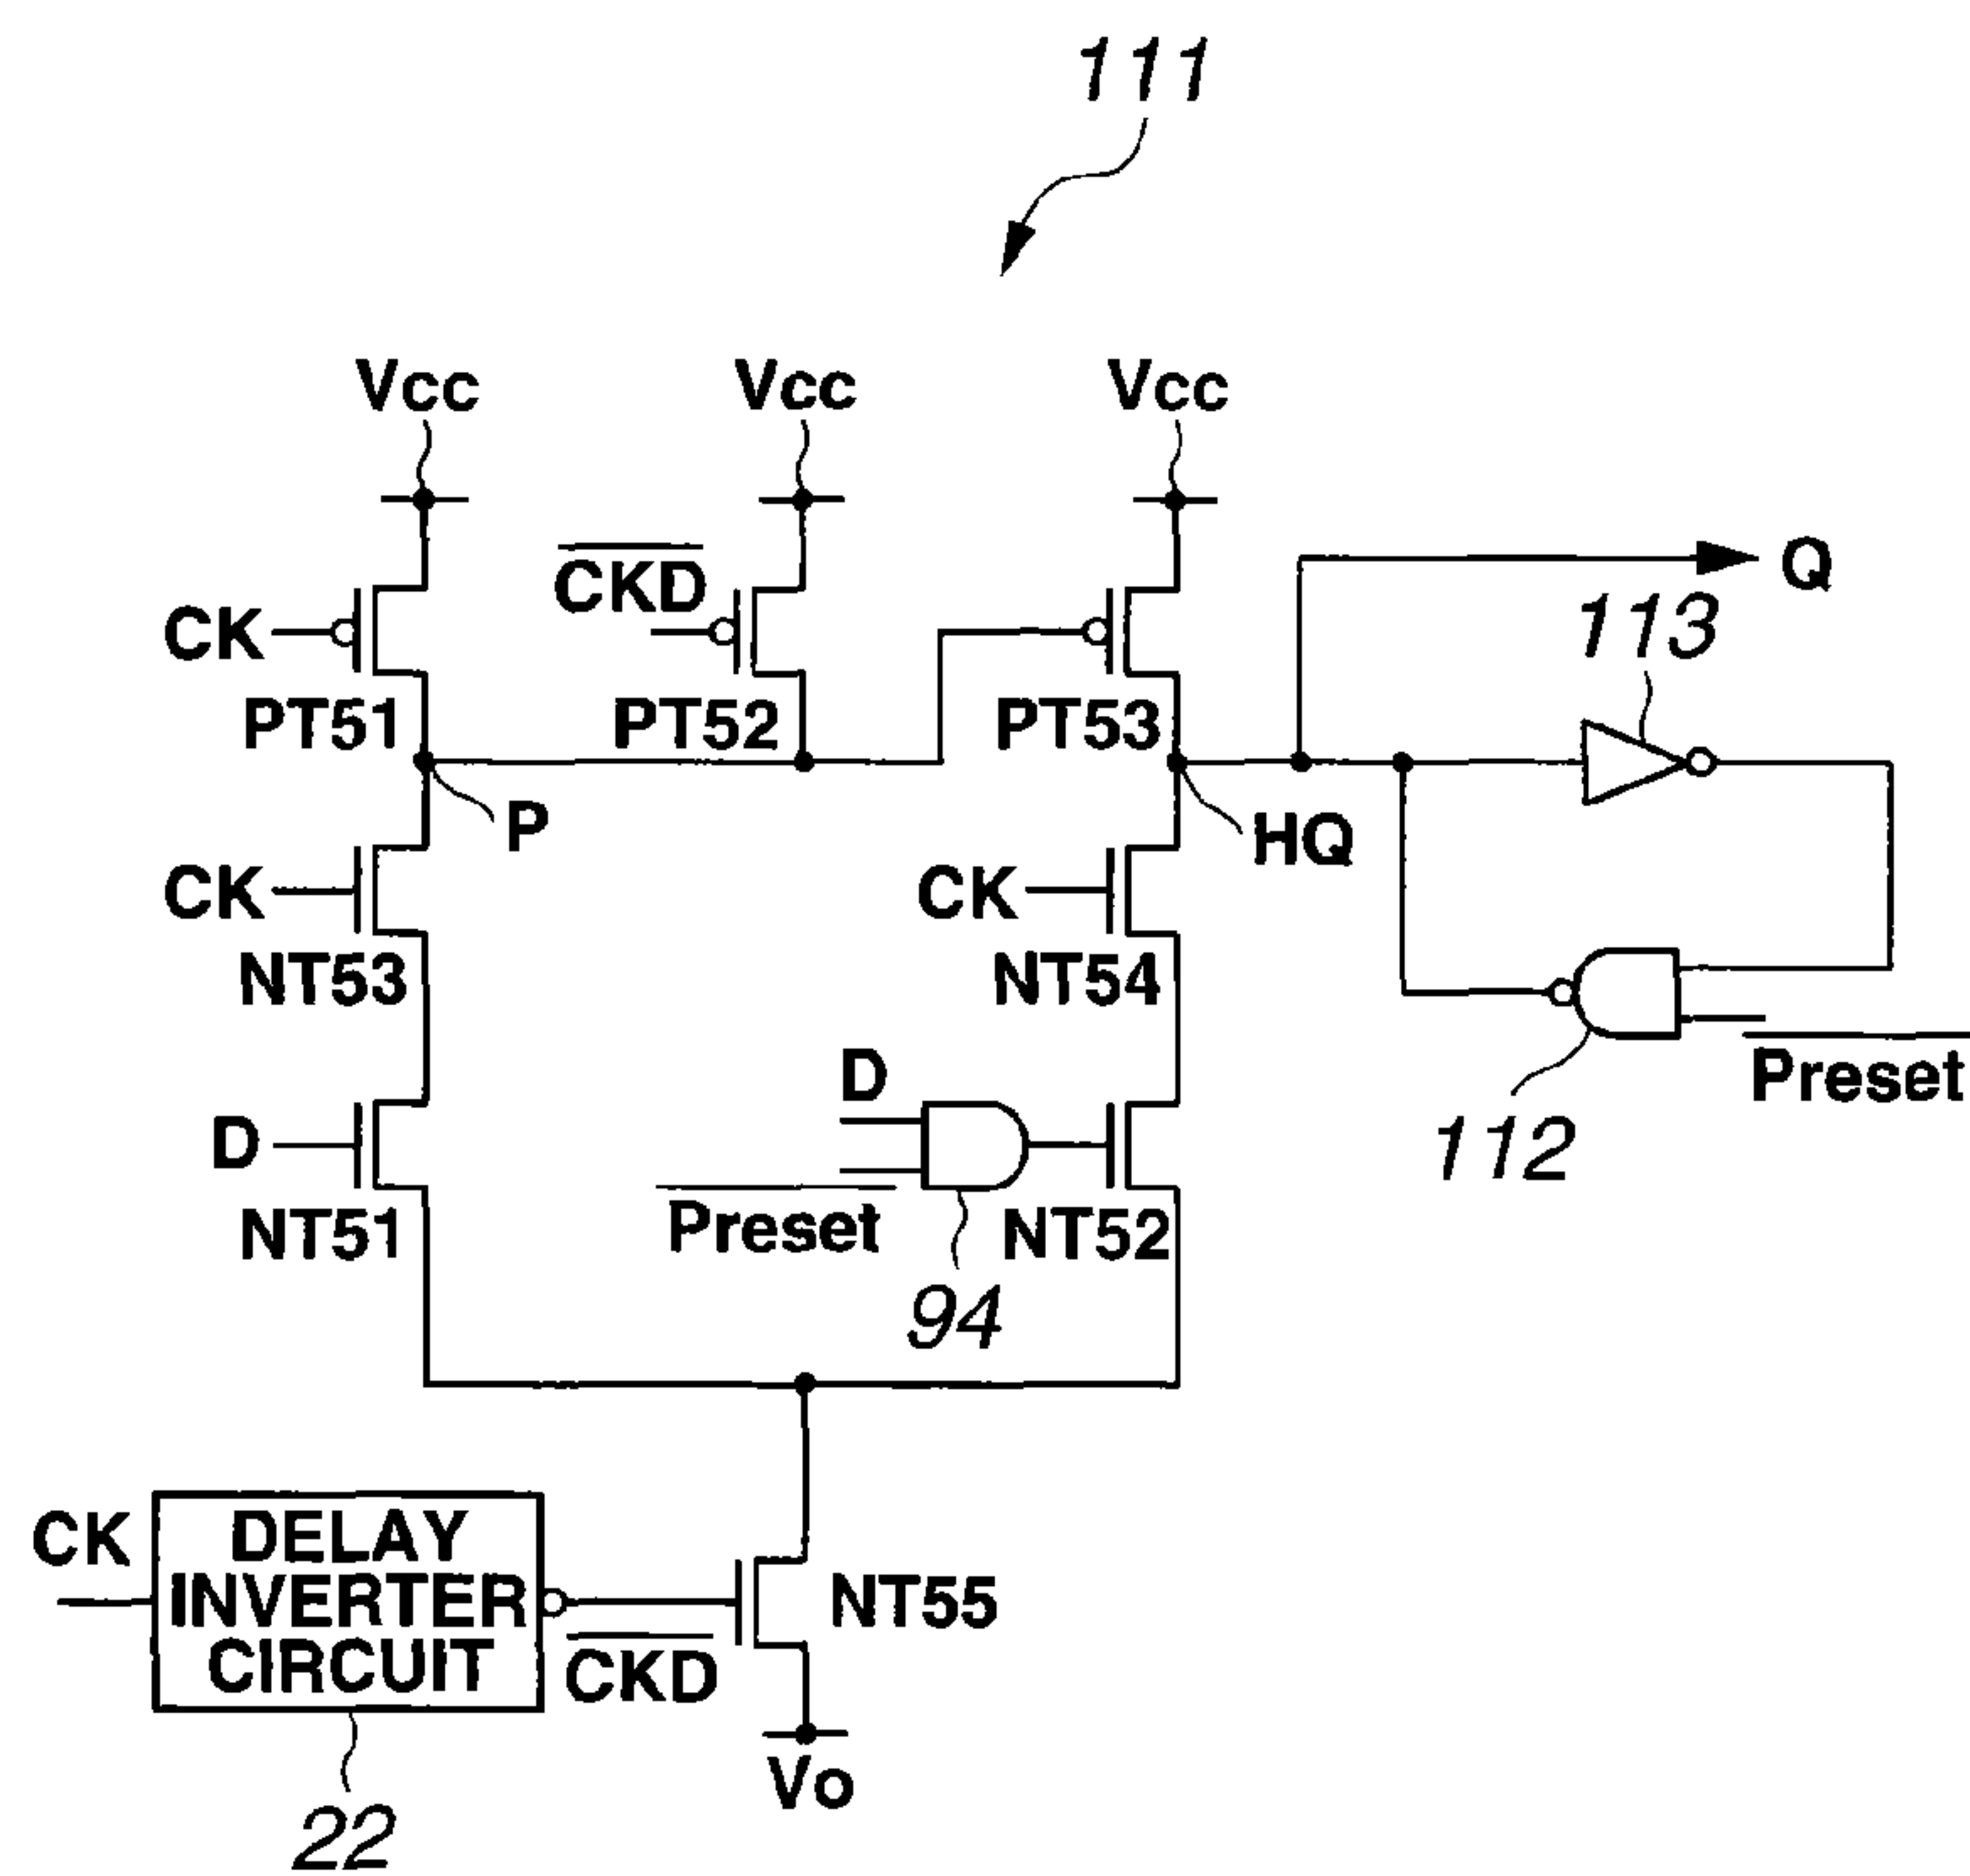 111
Vcc Vcc Vcc
CKD Q
CK 113
PT51 PT52 PT53
P HQ
CK CK
NT53 NT54
D Preset
D 112
Preset
NT51 NT52
94
CK DELAY
INVERTER NT55
CIRCUIT CKD
Vo
22